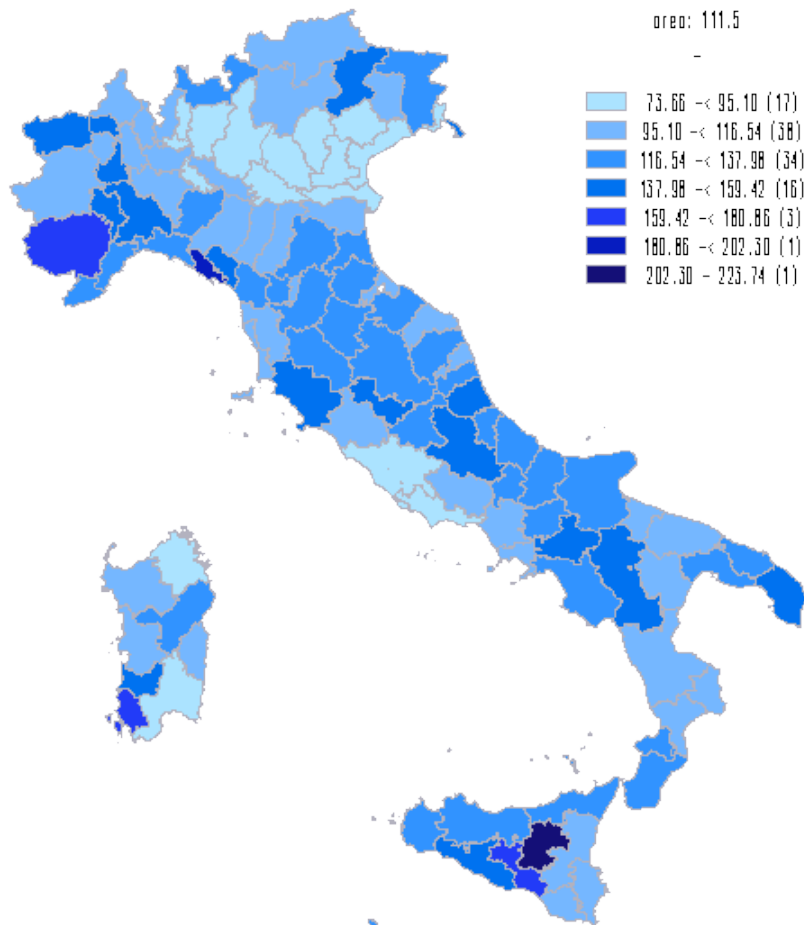 area: 111.5
-
73.66 -< 95.10 (17)
95.10 -< 116.54 (38)
116.54 -< 137.98 (34)
137.98 -< 159.42 (16)
159.42 -< 180.86 (3)
180.86 -< 202.30 (1)
202.30 - 223.74 (1)